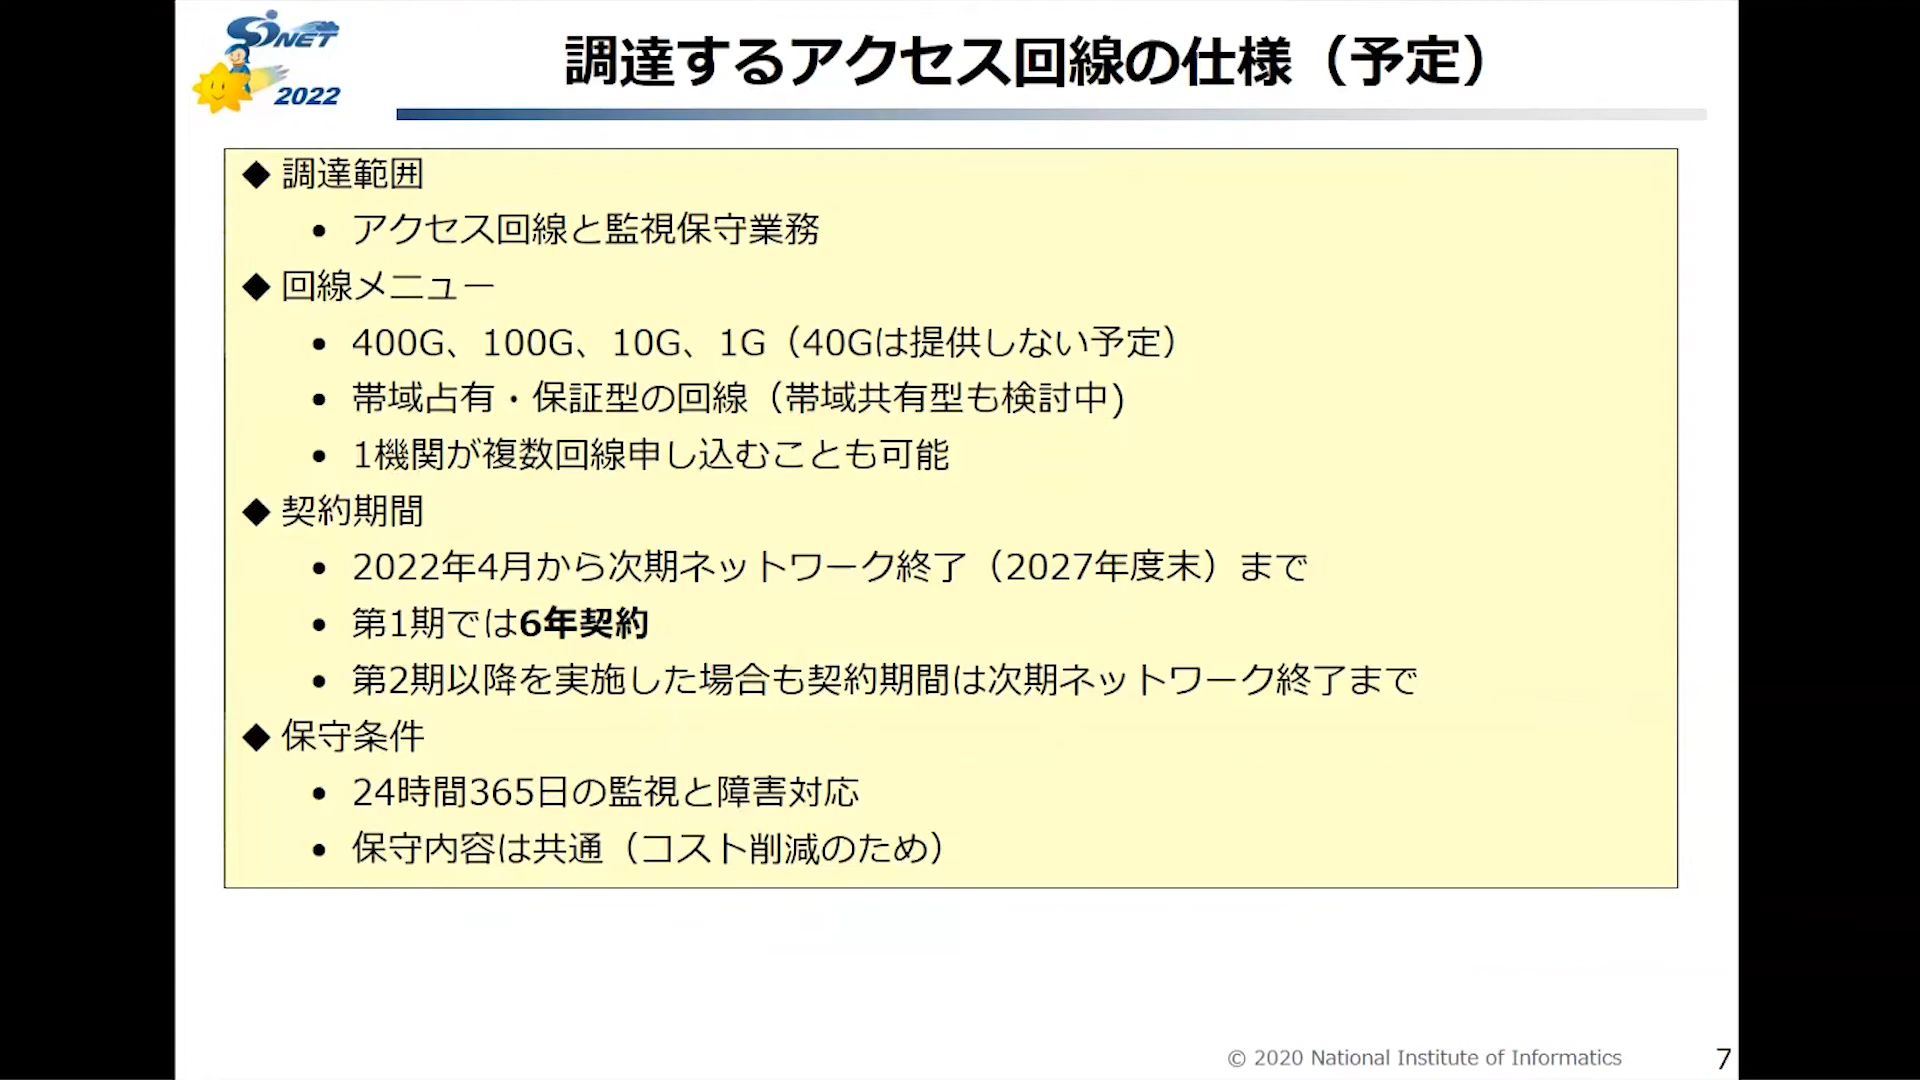 SINET
2022
調達するアクセス回線の仕様（予定）
◆ 調達範囲
• アクセス回線と監視保守業務
◆ 回線メニュー
• 400G、100G、10G、1G（40Gは提供しない予定）
• 帯域占有・保証型の回線（帯域共有型も検討中)
• 1機関が複数回線申し込むことも可能
◆ 契約期間
• 2022年4月から次期ネットワーク終了（2027年度末）まで
• 第1期では6年契約
• 第2期以降を実施した場合も契約期間は次期ネットワーク終了まで
◆ 保守条件
• 24時間365日の監視と障害対応
• 保守内容は共通（コスト削減のため）
© 2020 National Institute of Informatics
7